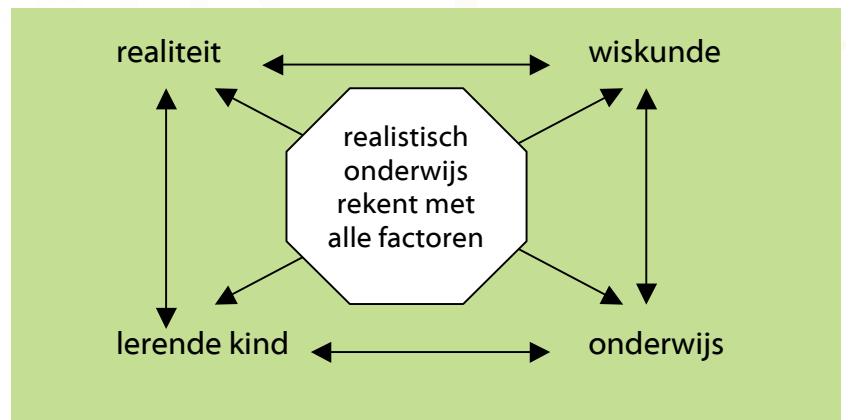 realiteit
wiskunde
realistisch
onderwijs
rekent met
alle factoren
lerende kind
onderwijs